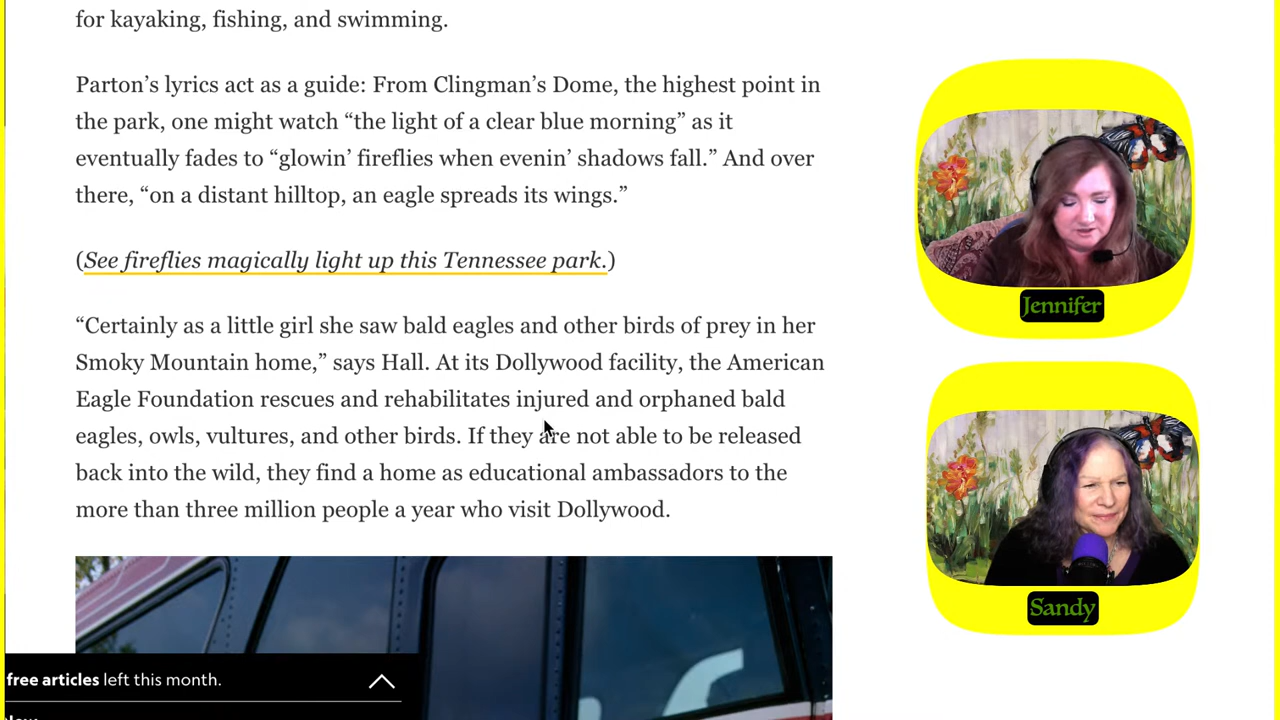 for kayaking, fishing, and swimming.
Parton’s lyrics act as a guide: From Clingman’s Dome, the highest point in
the park, one might watch “the light of a clear blue morning” as it
eventually fades to “glowin’ fireflies when evenin’ shadows fall.” And over
there, “on a distant hilltop, an eagle spreads its wings.”
(See fireflies magically light up this Tennessee park.)
“Certainly as a little girl she saw bald eagles and other birds of prey in her
Smoky Mountain home,” says Hall. At its Dollywood facility, the American
Eagle Foundation rescues and rehabilitates injured and orphaned bald
eagles, owls, vultures, and other birds. If they are not able to be released
back into the wild, they find a home as educational ambassadors to the
more than three million people a year who visit Dollywood.
free articles left this month.
Jennifer
Sandy